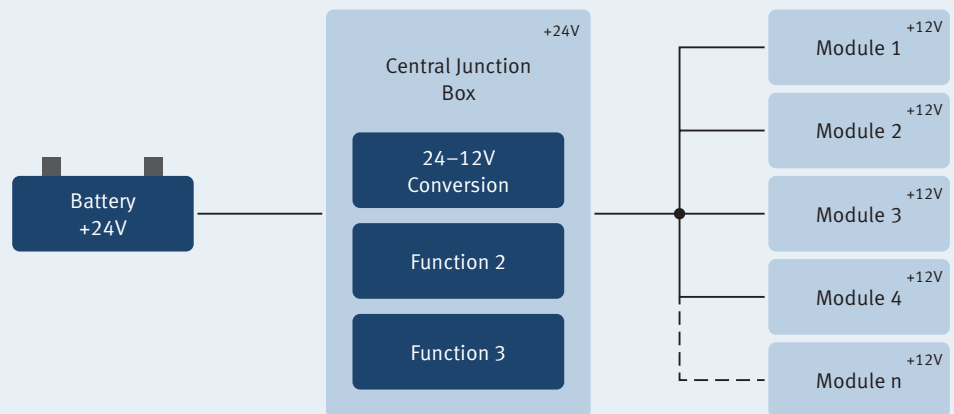 Battery
+24V
+24V
Central Junction
Box
24–12V
Conversion
Function 2
Function 3
+12V
Module 1
+12V
Module 2
+12V
Module 3
+12V
Module 4
+12V
Module n